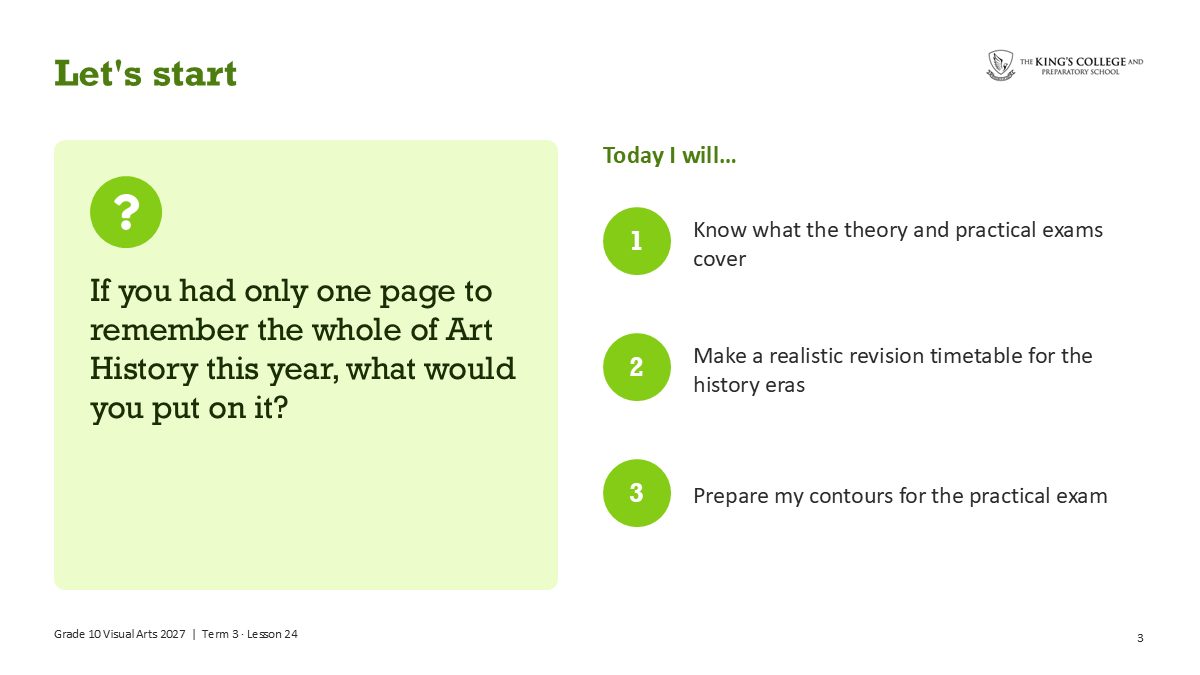 Let's start
THE KING'S COLLEGE AND
PREPARATORY SCHOOL
?
If you had only one page to
remember the whole of Art
History this year, what would
you put on it?
Today I will…
1
Know what the theory and practical exams
cover
2
Make a realistic revision timetable for the
history eras
3
Prepare my contours for the practical exam
Grade 10 Visual Arts 2027 | Term 3 · Lesson 24
3